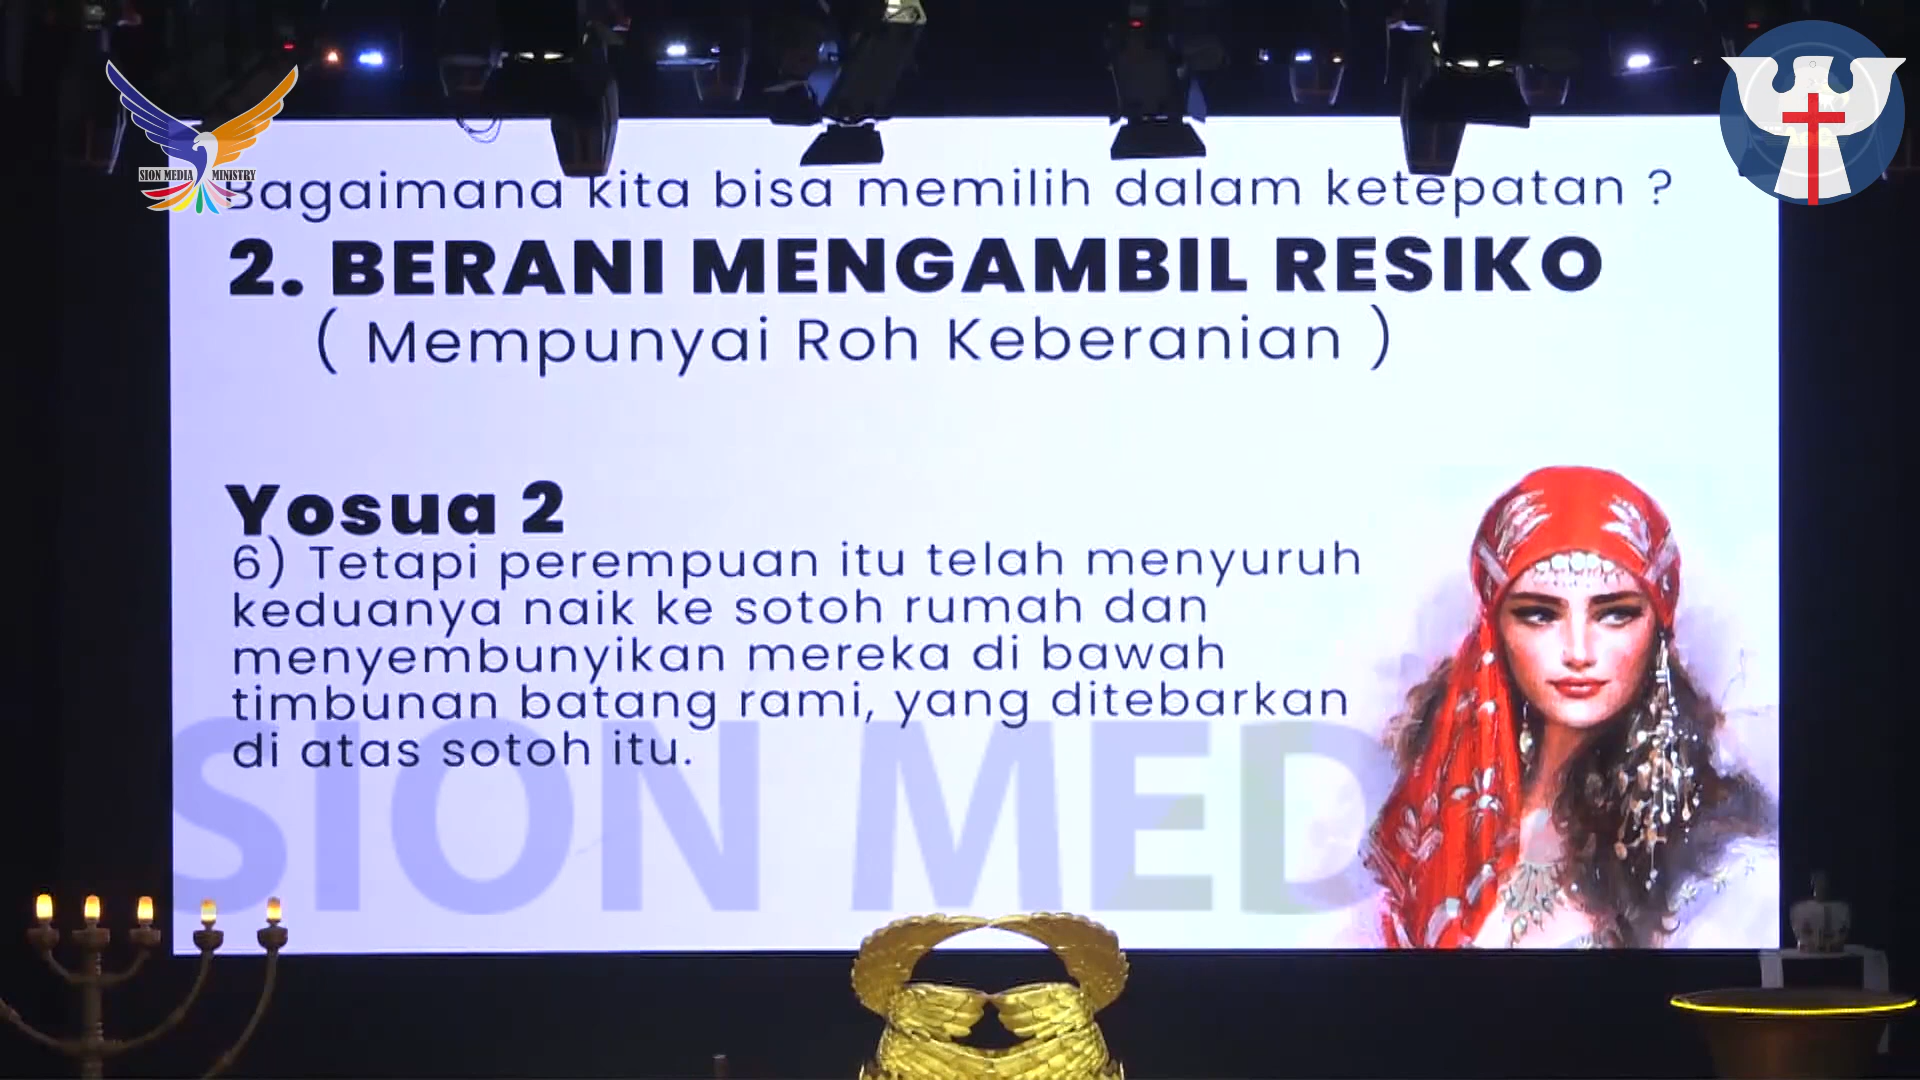 SION MEDIA MINISTRY
Bagaimana kita bisa memilih dalam ketepatan ?
2. BERANI MENGAMBIL RESIKO
( Mempunyai Roh Keberanian )
Yosua 2
6) Tetapi perempuan itu telah menyuruh
keduanya naik ke sotoh rumah dan
menyembunyikan mereka di bawah
timbunan batang rami, yang ditebarkan
di atas sotoh itu.
SION MED